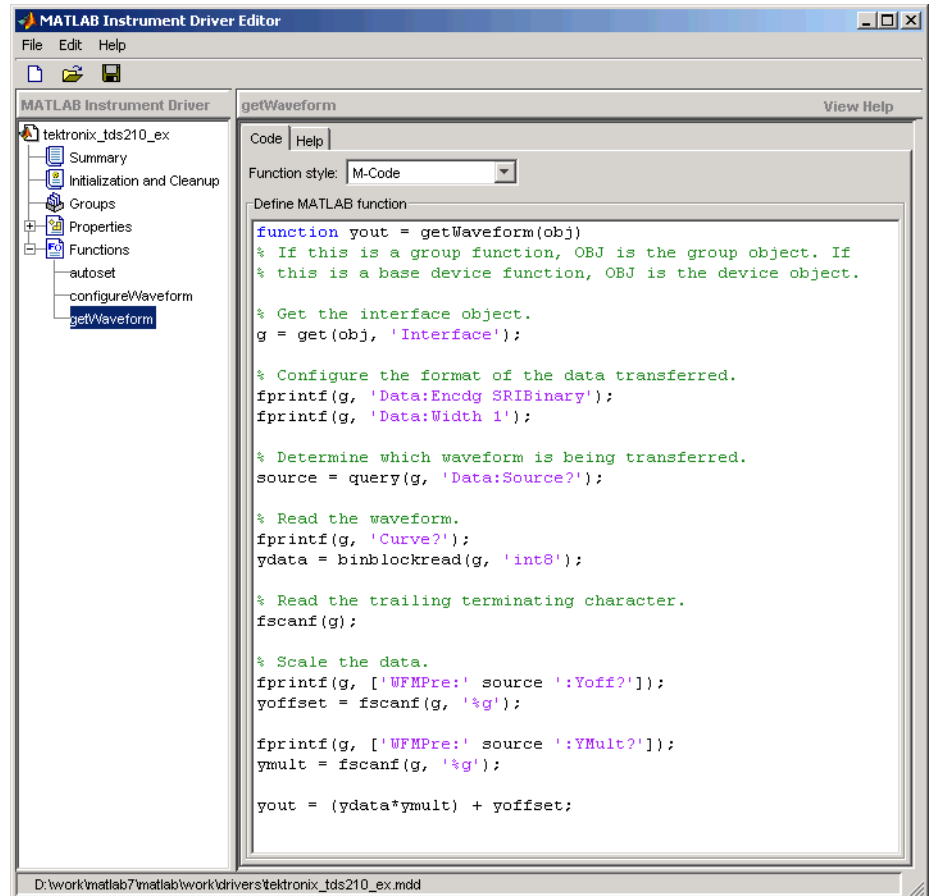 MATLAB Instrument Driver Editor
File Edit Help
MATLAB Instrument Driver
getWaveform View Help
tektronix_tds210_ex
Summary
Initialization and Cleanup
Groups
Properties
Functions
autoset
configureWaveform
getWaveform
Code Help
Function style: M-Code
Define MATLAB function
function yout = getWaveform(obj)
% If this is a group function, OBJ is the group object. If
% this is a base device function, OBJ is the device object.
% Get the interface object.
g = get(obj, 'Interface');
% Configure the format of the data transferred.
fprintf(g, 'Data:Encdg SRIBinary');
fprintf(g, 'Data:Width 1');
% Determine which waveform is being transferred.
source = query(g, 'Data:Source?');
% Read the waveform.
fprintf(g, 'Curve?');
ydata = binblockread(g, 'int8');
% Read the trailing terminating character.
fscanf(g);
% Scale the data.
fprintf(g, ['WFMPre:' source ':Yoff?']);
yoffset = fscanf(g, '%g');
fprintf(g, ['WFMPre:' source ':YMult?']);
ymult = fscanf(g, '%g');
yout = (ydata*ymult) + yoffset;
D:\work\matlab7\matlab\work\drivers\tektronix_tds210_ex.mdd